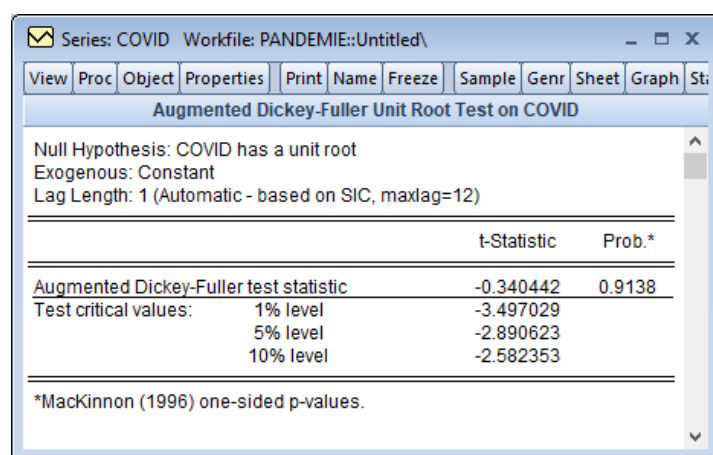 Series: COVID Workfile: PANDEMIE::Untitled\
View Proc Object Properties Print Name Freeze Sample Genr Sheet Graph
Augmented Dickey-Fuller Unit Root Test on COVID
Null Hypothesis: COVID has a unit root
Exogenous: Constant
Lag Length: 1 (Automatic - based on SIC, maxlag=12)
t-Statistic Prob.*
Augmented Dickey-Fuller test statistic -0.340442 0.9138
Test critical values: 1% level -3.497029
5% level -2.890623
10% level -2.582353
*MacKinnon (1996) one-sided p-values.